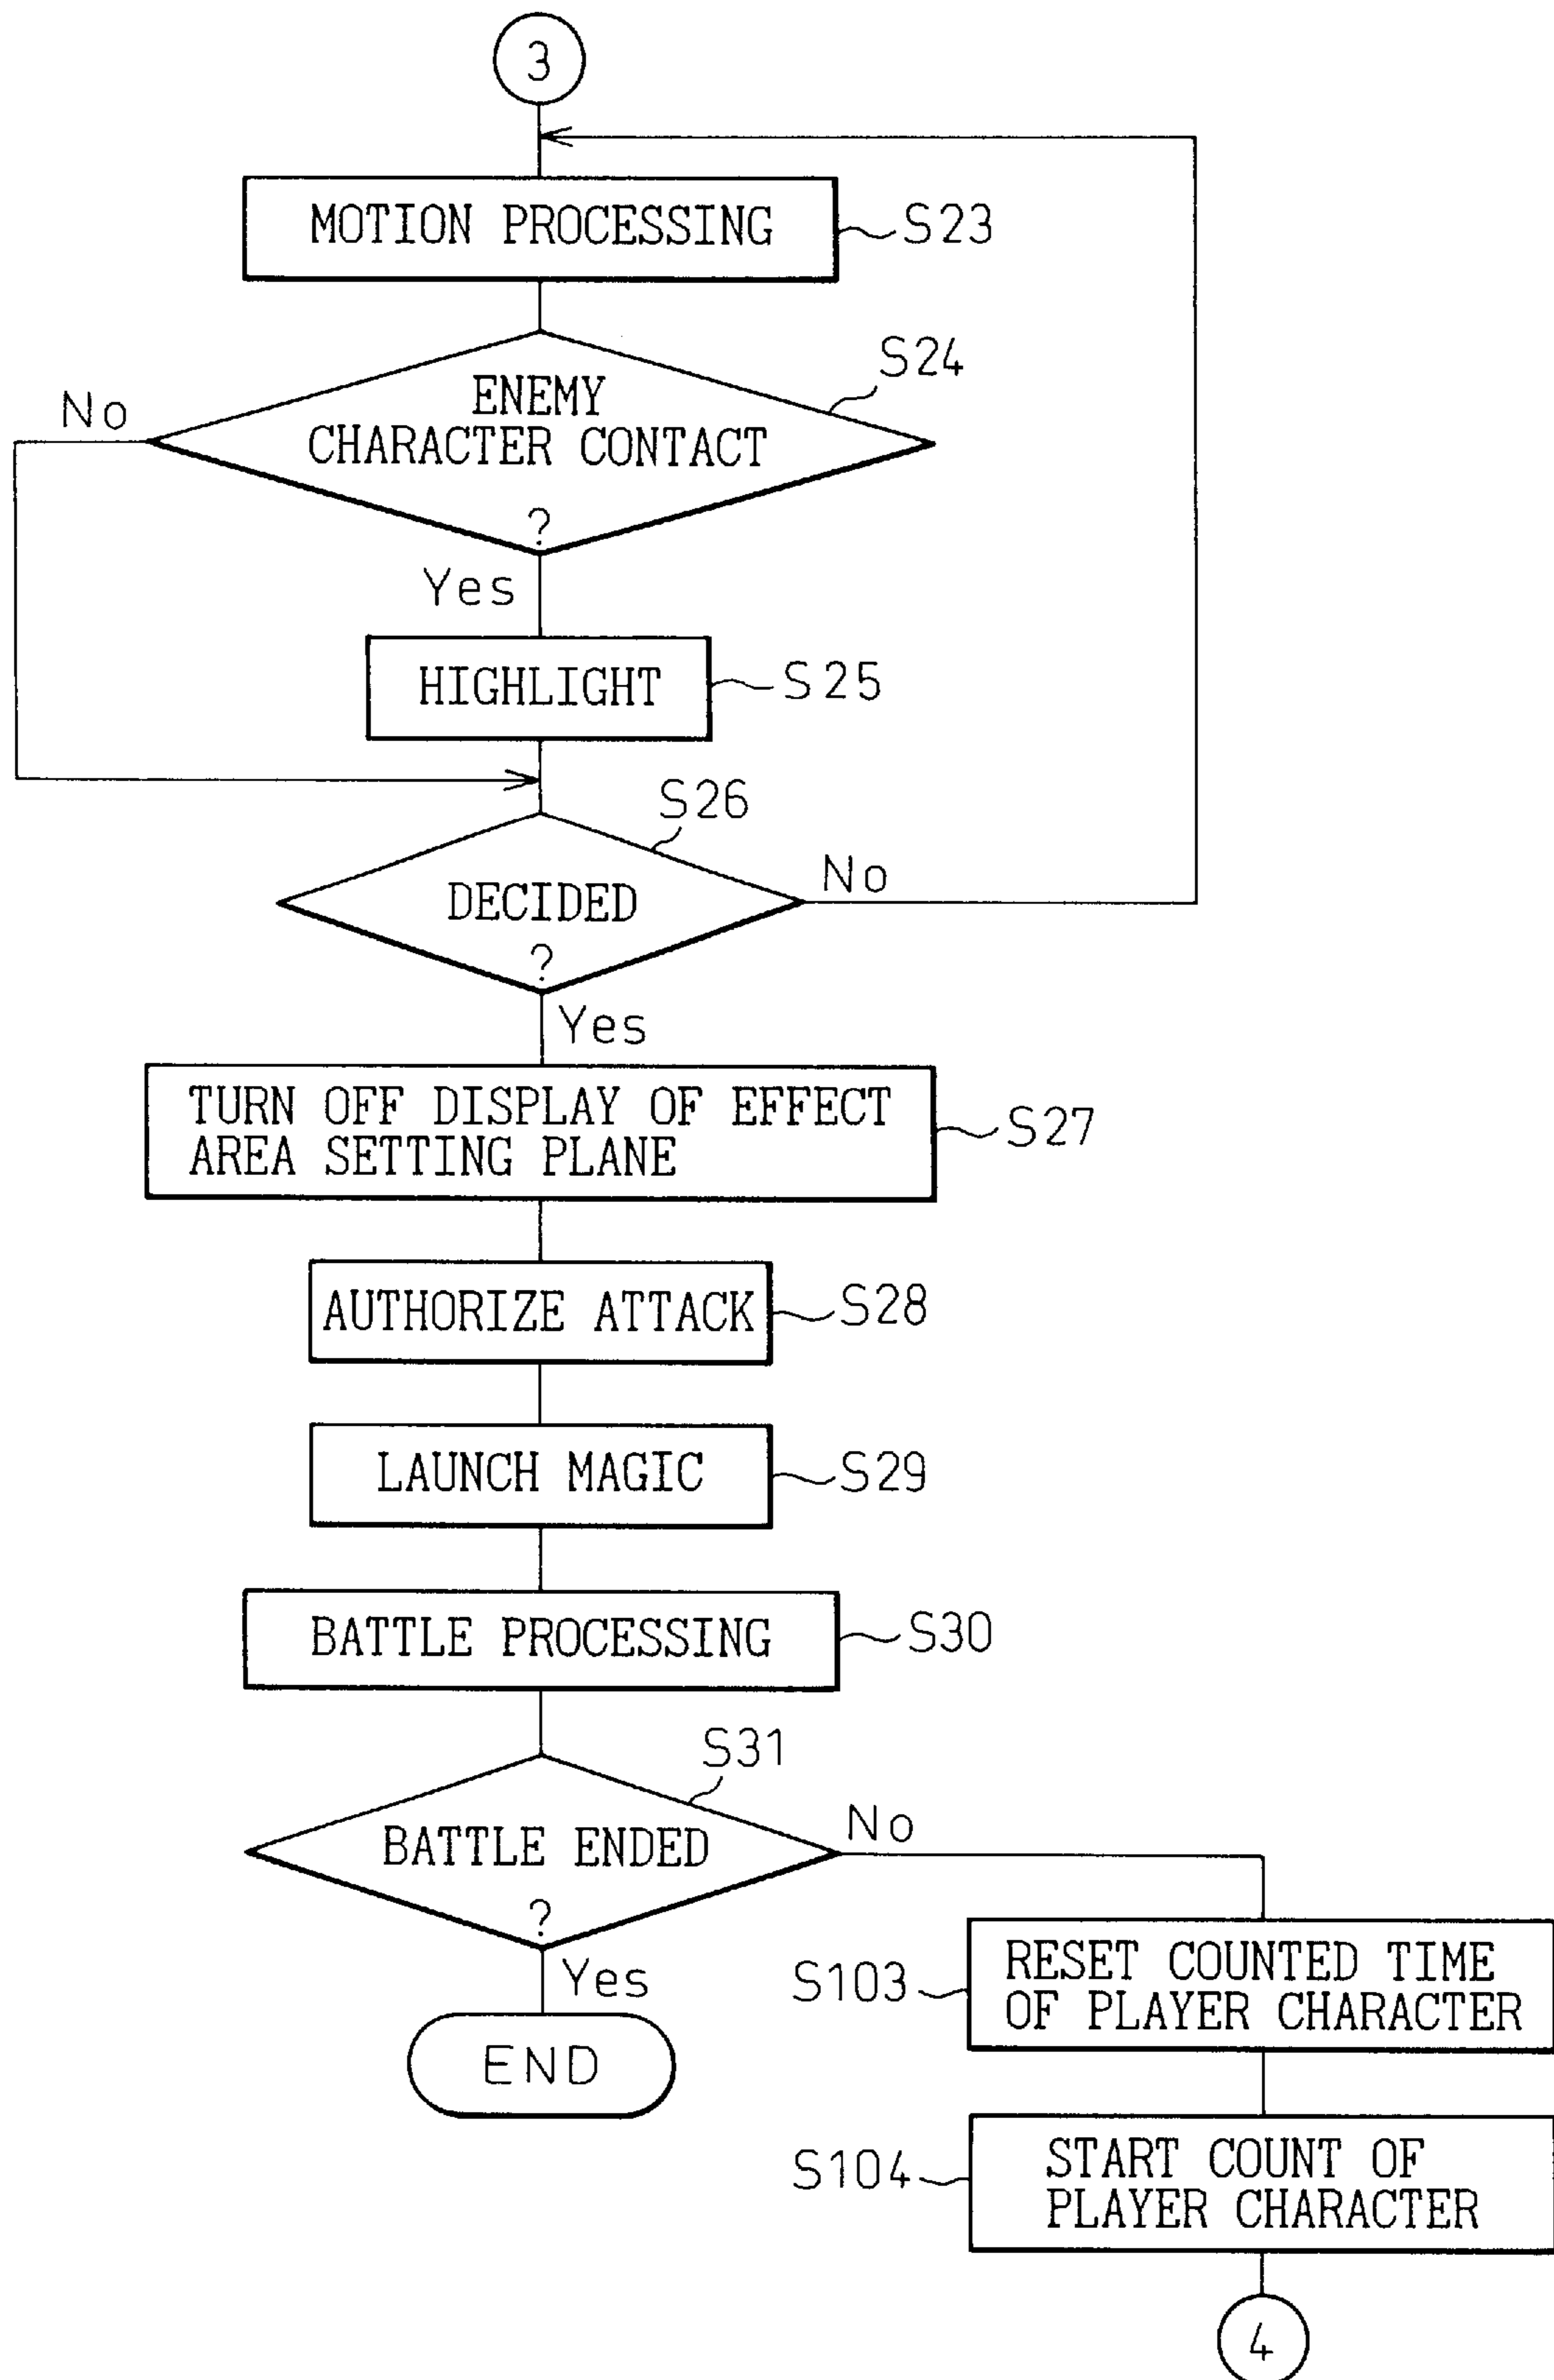 3
MOTION PROCESSING
S23
S24
No
ENEMY
CHARACTER CONTACT
?
Yes
HIGHLIGHT
S25
S26
DECIDED
?
No
Yes
TURN OFF DISPLAY OF EFFECT
AREA SETTING PLANE
S27
AUTHORIZE ATTACK
S28
LAUNCH MAGIC
S29
BATTLE PROCESSING
S30
S31
BATTLE ENDED
?
No
Yes
END
S103
RESET COUNTED TIME
OF PLAYER CHARACTER
S104
START COUNT OF
PLAYER CHARACTER
4